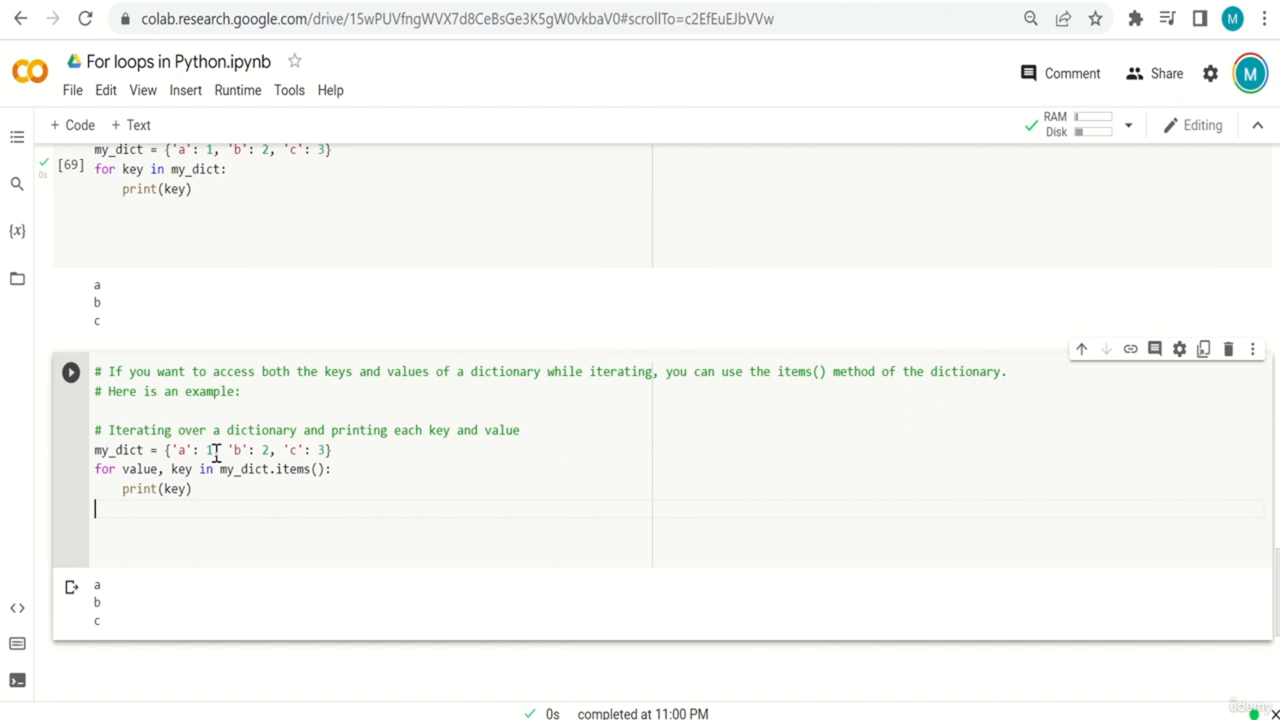 colab.research.google.com/drive/15wPUVfngWVX7d8CeBsGe3K5gW0vkbaV0#scrollTo=c2EfEuEJbVVw
M
CO
For loops in Python.ipynb
Comment
Share
M
File Edit View Insert Runtime Tools Help
+ Code + Text
RAM
Disk
Editing
my_dict = {'a': 1, 'b': 2, 'c': 3}
[69] for key in my_dict:
0s
print(key)
{x}
a
b
c
# If you want to access both the keys and values of a dictionary while iterating, you can use the items() method of the dictionary.
# Here is an example:
# Iterating over a dictionary and printing each key and value
my_dict = {'a': 1, 'b': 2, 'c': 3}
for value, key in my_dict.items():
print(key)
a
b
c
0s completed at 11:00 PM
udemy